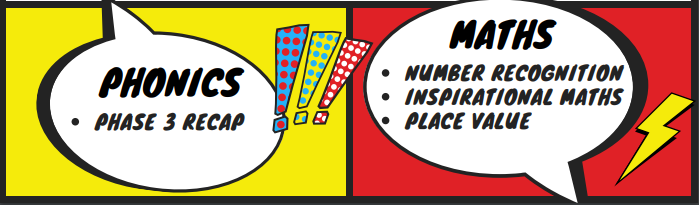 PHONICS
• PHASE 3 RECAP
MATHS
• NUMBER RECOGNITION
• INSPIRATIONAL MATHS
• PLACE VALUE
!!!